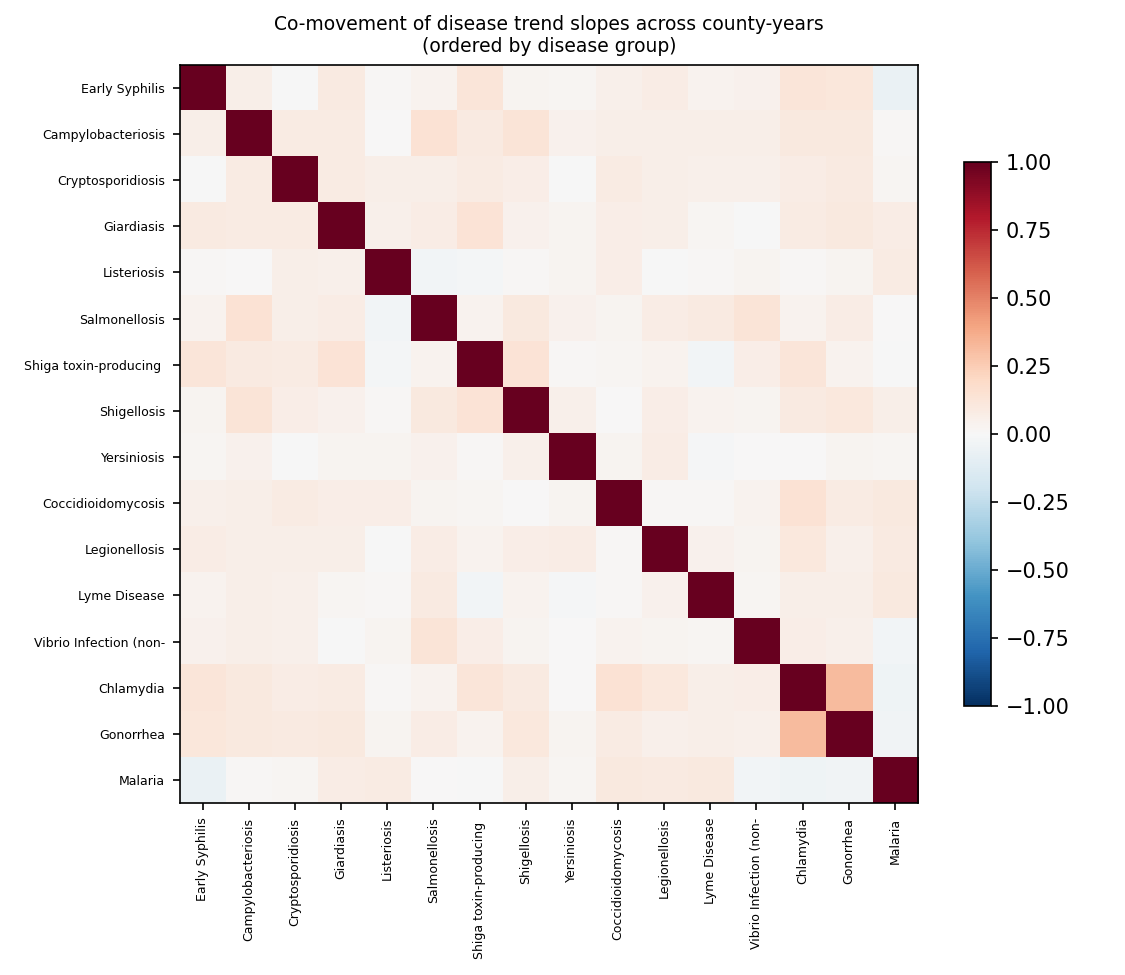 Co-movement of disease trend slopes across county-years
(ordered by disease group)
Early Syphilis
Campylobacteriosis
Cryptosporidiosis
Giardiasis
Listeriosis
Salmonellosis
Shiga toxin-producing
Shigellosis
Yersiniosis
Coccidioidomycosis
Legionellosis
Lyme Disease
Vibrio Infection (non-
Chlamydia
Gonorrhea
Malaria
Early Syphilis
Campylobacteriosis
Cryptosporidiosis
Giardiasis
Listeriosis
Salmonellosis
Shiga toxin-producing
Shigellosis
Yersiniosis
Coccidioidomycosis
Legionellosis
Lyme Disease
Vibrio Infection (non-
Chlamydia
Gonorrhea
Malaria
1.00
0.75
0.50
0.25
0.00
−0.25
−0.50
−0.75
−1.00